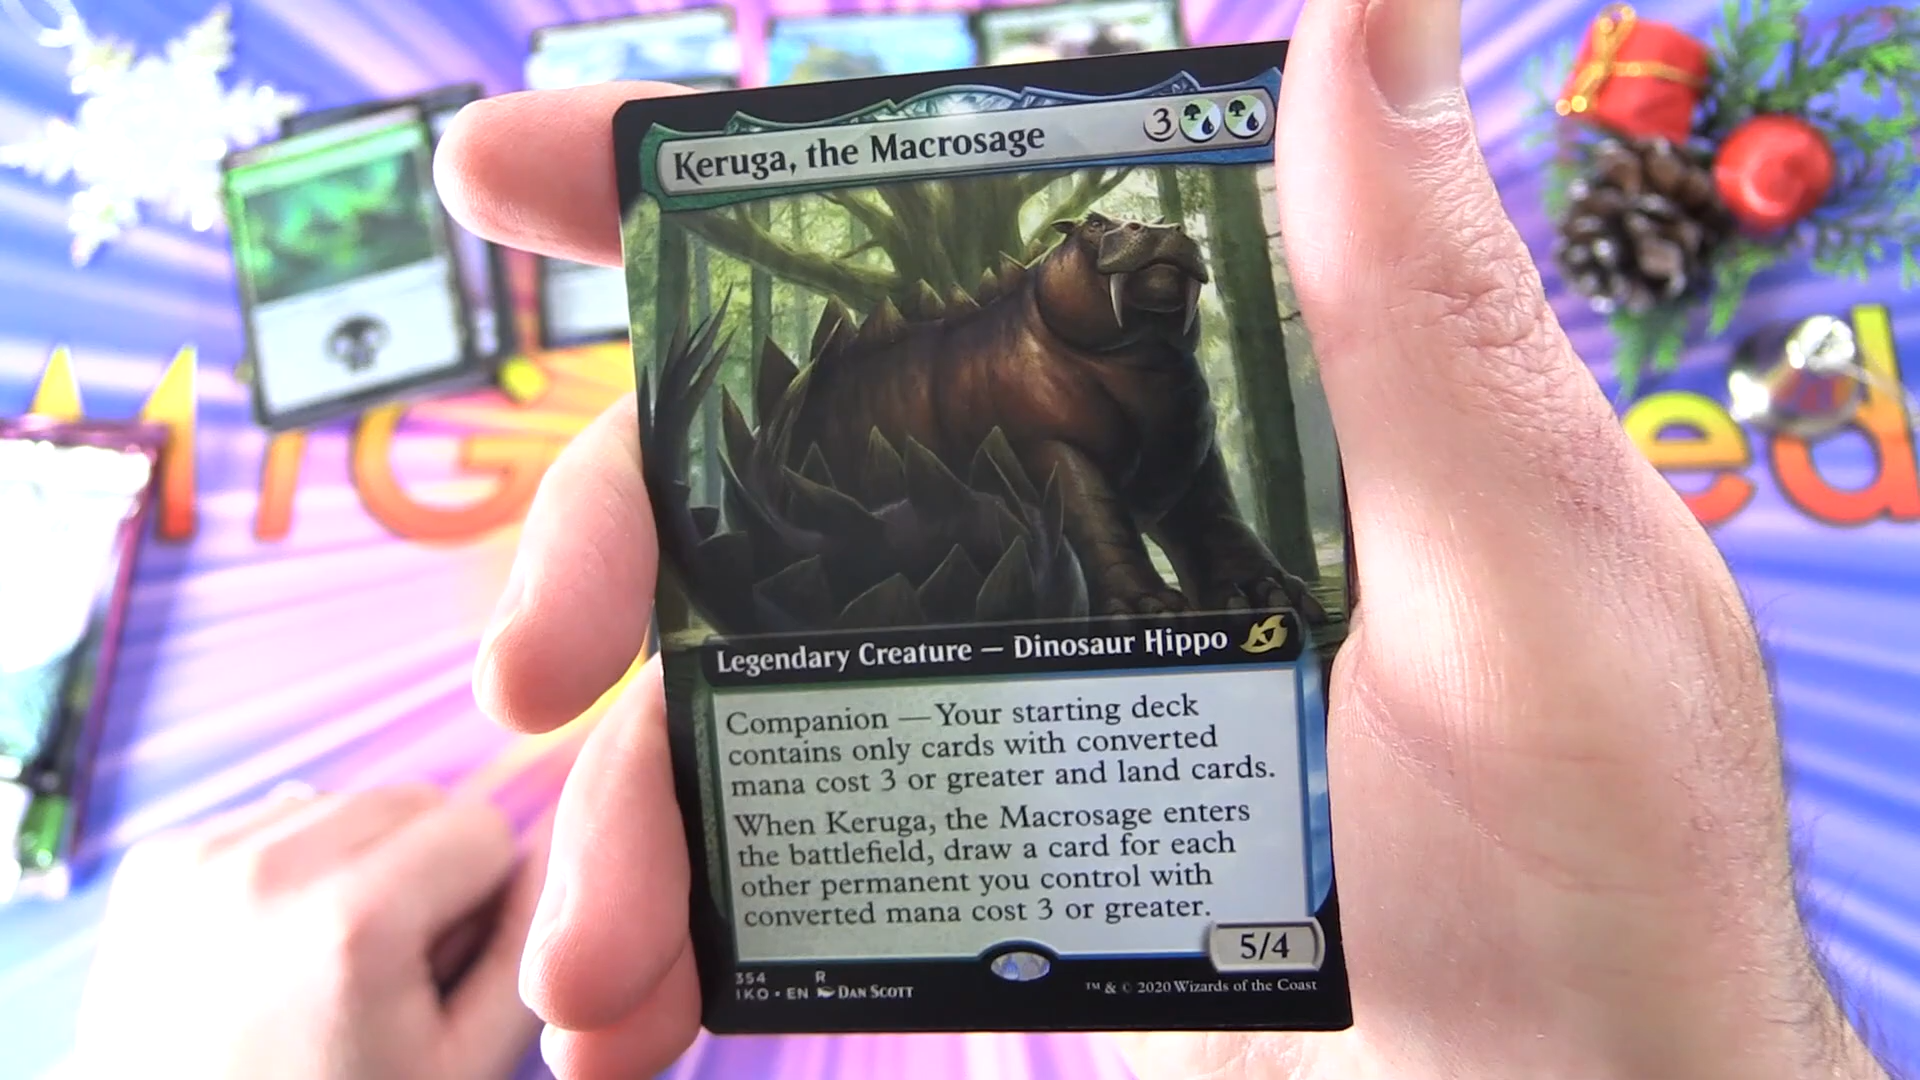 Keruga, the Macrosage
3
Legendary Creature — Dinosaur Hippo
Companion — Your starting deck
contains only cards with converted
mana cost 3 or greater and land cards.
When Keruga, the Macrosage enters
the battlefield, draw a card for each
other permanent you control with
converted mana cost 3 or greater.
5/4
354 R
IKO • EN DAN SCOTT
™ & © 2020 Wizards of the Coast